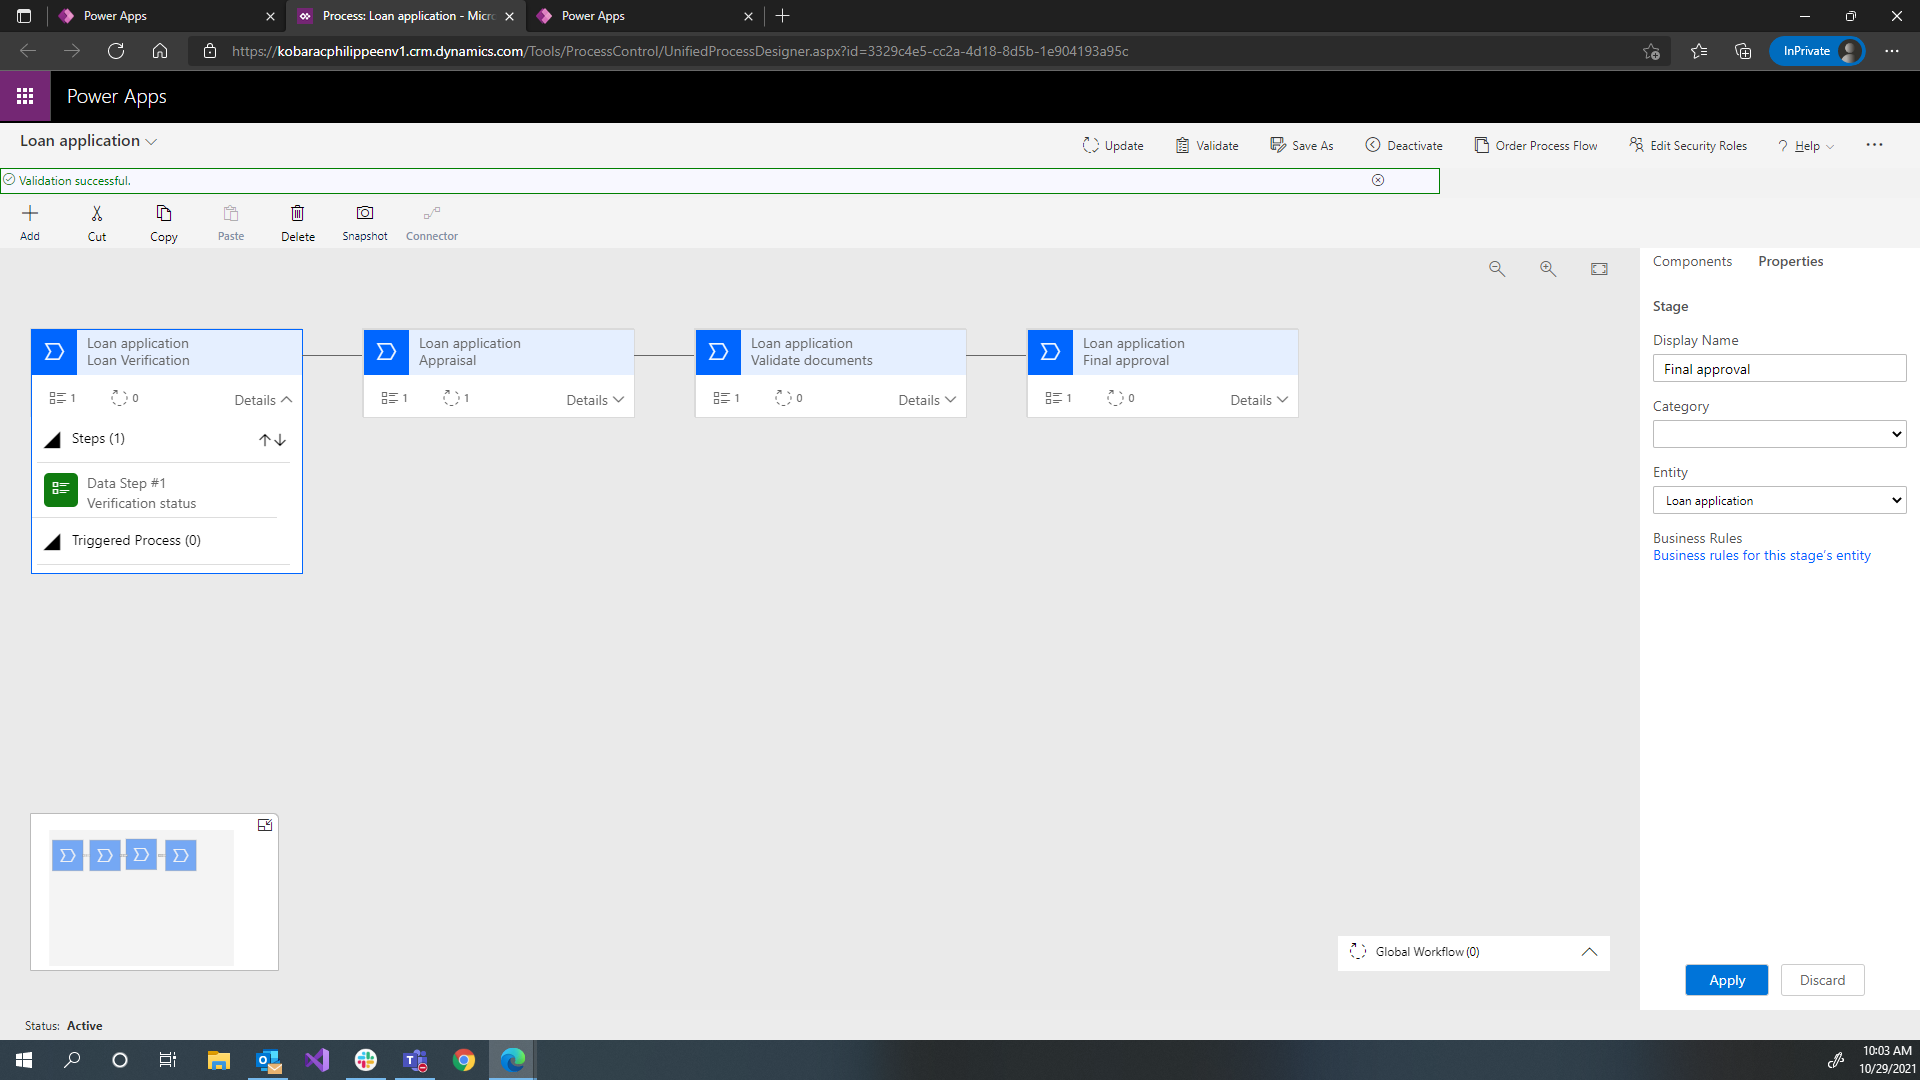 Power Apps
Process: Loan application - Micr
Power Apps
https://kobaracphilippeenv1.crm.dynamics.com/Tools/ProcessControl/UnifiedProcessDesigner.aspx?id=3329c4e5-cc2a-4d18-8d5b-1e904193a95c
InPrivate
Power Apps
Loan application
Update
Validate
Save As
Deactivate
Order Process Flow
Edit Security Roles
? Help
Validation successful.
Add
Cut
Copy
Paste
Delete
Snapshot
Connector
Components
Properties
Loan application
Loan Verification
1
0
Details
Steps (1)
Data Step #1
Verification status
Triggered Process (0)
Loan application
Appraisal
1
1
Details
Loan application
Validate documents
1
0
Details
Loan application
Final approval
1
0
Details
Stage
Display Name
Final approval
Category
Entity
Loan application
Business Rules
Business rules for this stage's entity
Global Workflow (0)
Apply
Discard
Status: Active
10:03 AM
10/29/2021